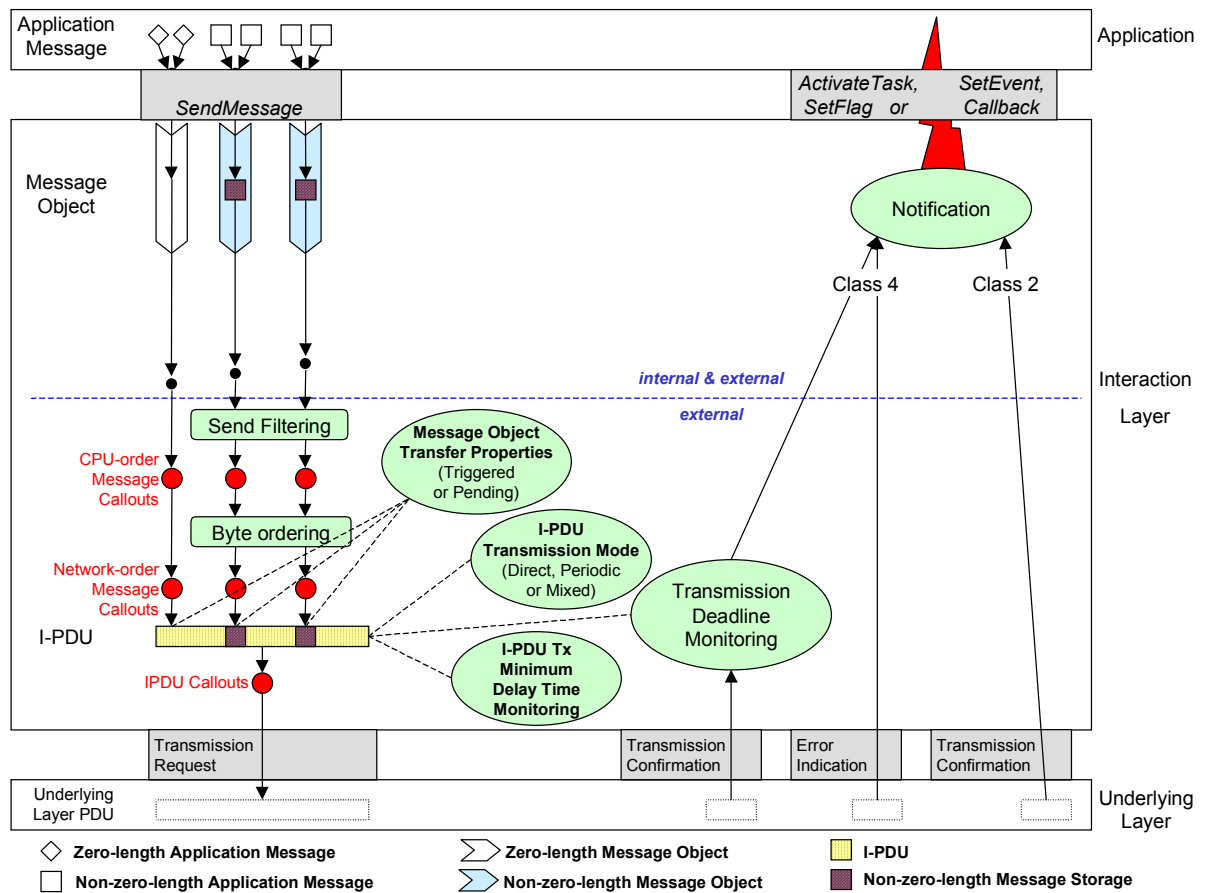 Application
Message
Application
SendMessage
ActivateTask, SetEvent,
SetFlag or Callback
Message
Object
Notification
Class 4
Class 2
internal & external
external
Interaction
Layer
Send Filtering
CPU-order
Message
Callouts
Message Object
Transfer Properties
(Triggered
or Pending)
Byte ordering
I-PDU
Transmission Mode
(Direct, Periodic
or Mixed)
Network-order
Message
Callouts
Transmission
Deadline
Monitoring
I-PDU
I-PDU Tx
Minimum
Delay Time
Monitoring
IPDU Callouts
Transmission
Request
Transmission
Confirmation
Error
Indication
Transmission
Confirmation
Underlying
Layer PDU
Underlying
Layer
Zero-length Application Message
Zero-length Message Object
I-PDU
Non-zero-length Application Message
Non-zero-length Message Object
Non-zero-length Message Storage